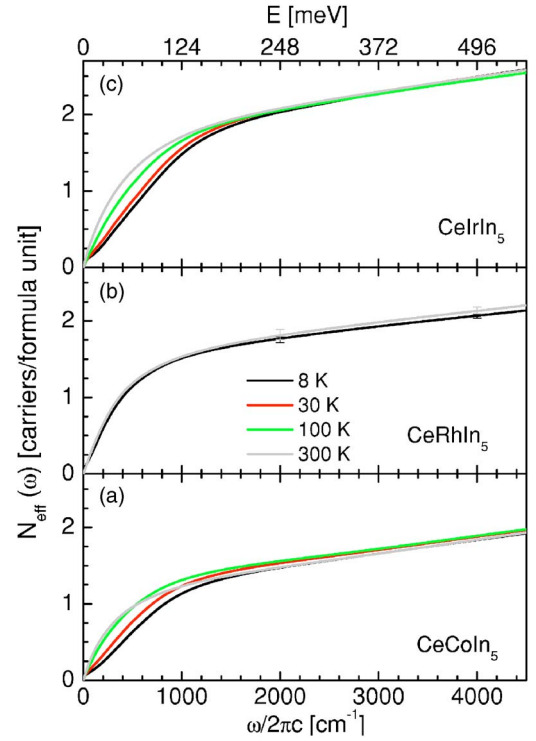 E [meV]
0 124 248 372 496
(c)
2
1
0
CeIrIn5
(b)
2
1
0
8 K
30 K
100 K
300 K
CeRhIn5
(a)
2
1
0
CeCoIn5
0 1000 2000 3000 4000
ω/2πc [cm⁻¹]
Neff (ω) [carriers/formula unit]